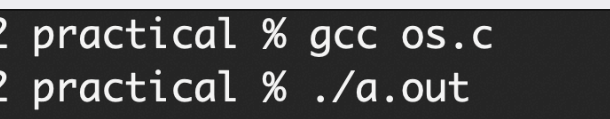 2 practical % gcc os.c
2 practical % ./a.out